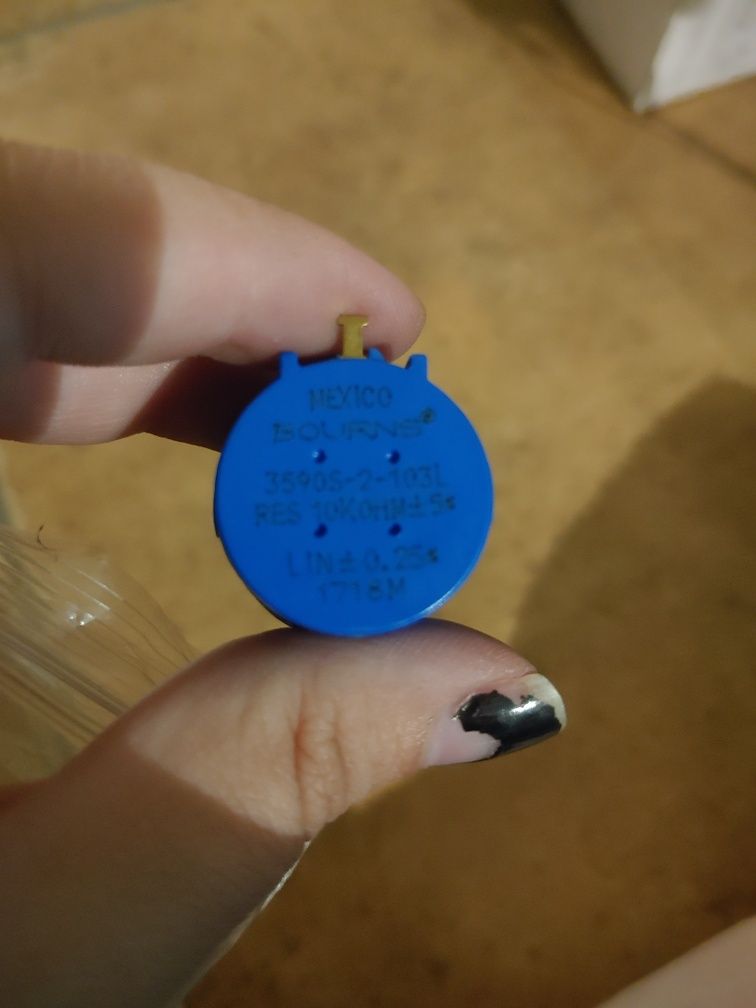 MEXICO
BOURNS®
3590S-2-103L
RES 10KOHM±5%
LIN±0.25%
1718M